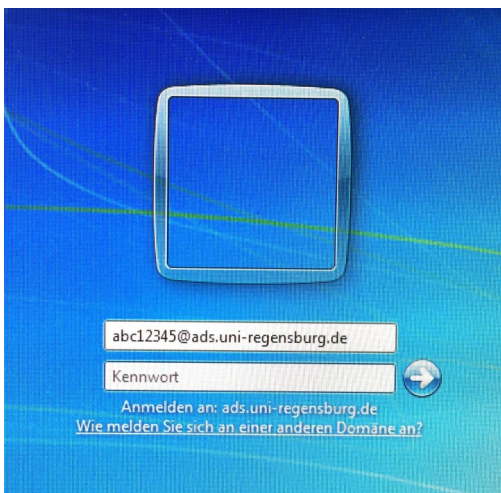 abc12345@ads.uni-regensburg.de
Kennwort
Anmelden an: ads.uni-regensburg.de
Wie melden Sie sich an einer anderen Domäne an?